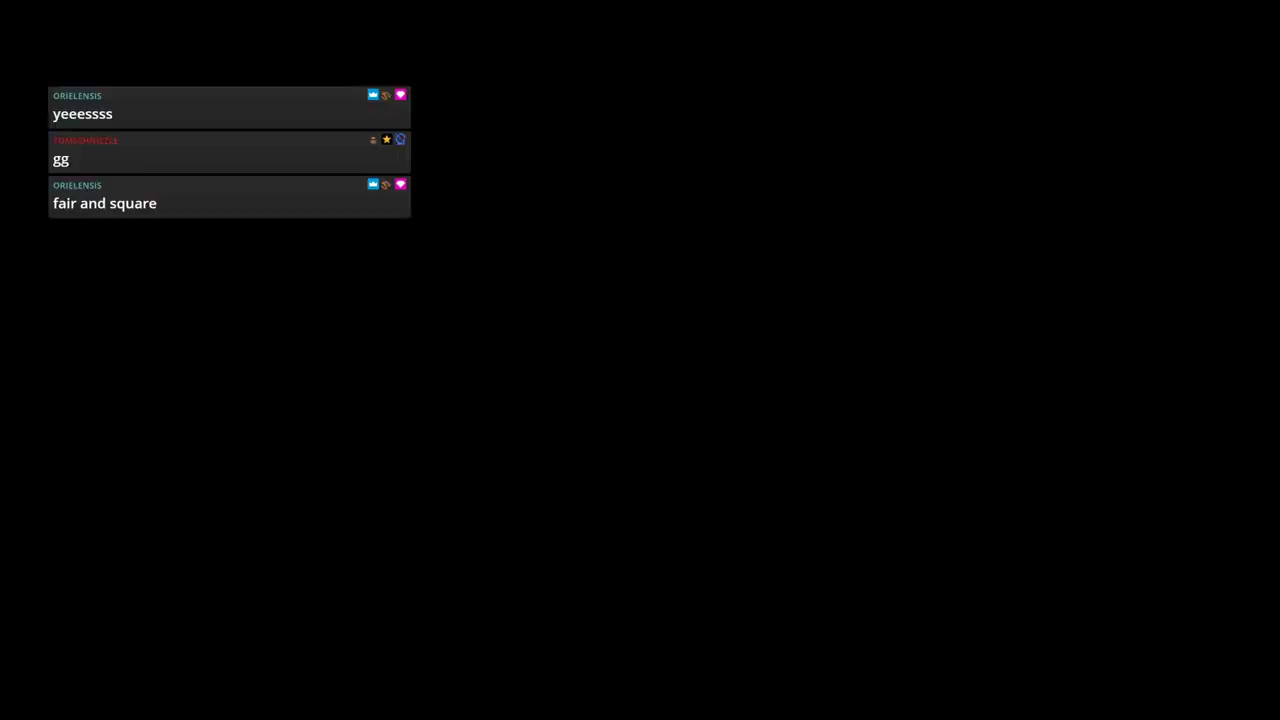 ORIELENSIS
yeeessss
gg
ORIELENSIS
fair and square